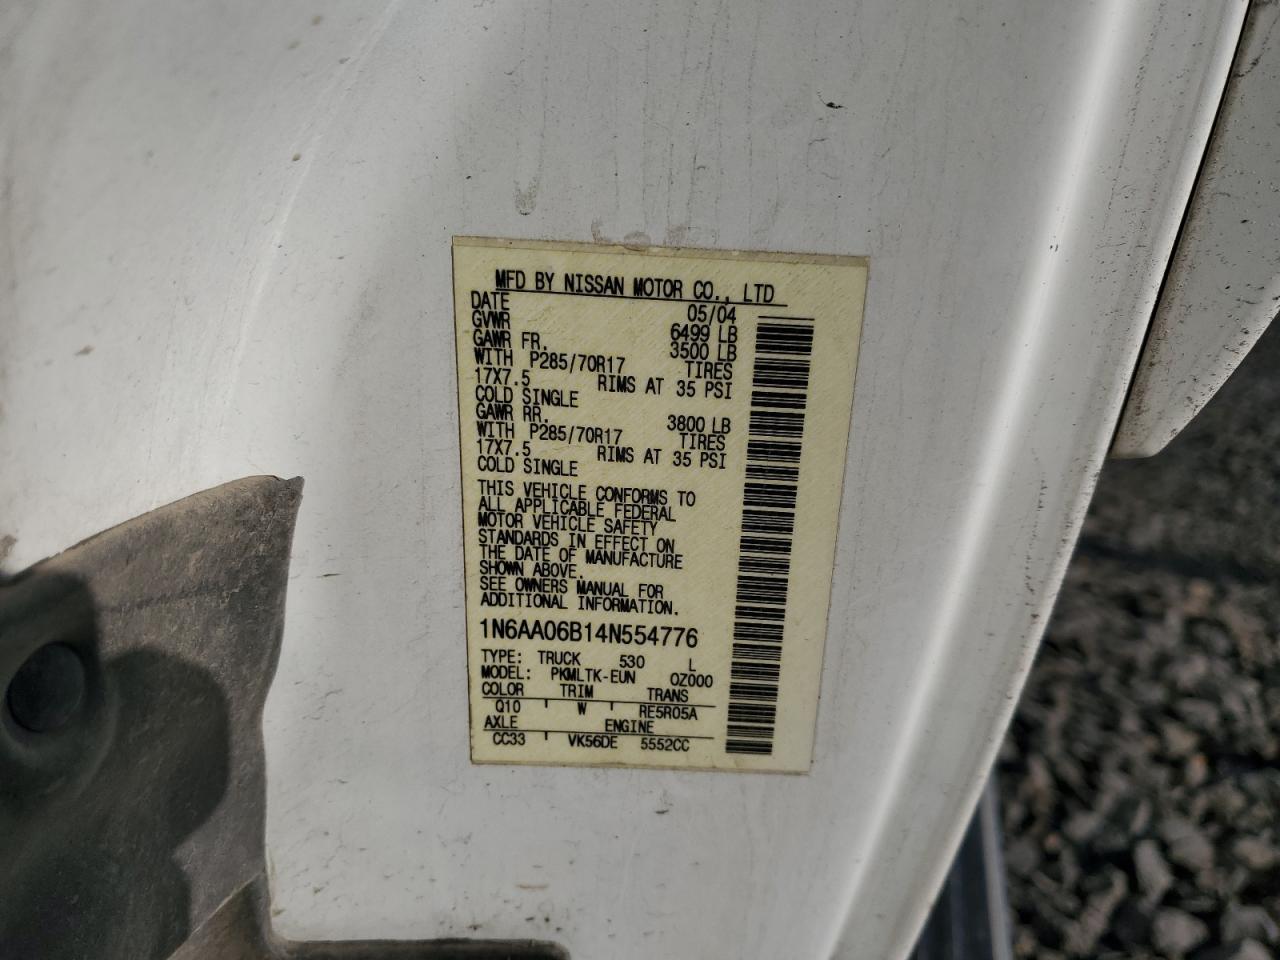 MFD BY NISSAN MOTOR CO., LTD
DATE 05/04
GVWR 6499 LB
GAWR FR. 3500 LB
WITH P285/70R17 TIRES
17X7.5 RIMS AT 35 PSI
COLD SINGLE
GAWR RR. 3800 LB
WITH P285/70R17 TIRES
17X7.5 RIMS AT 35 PSI
COLD SINGLE
THIS VEHICLE CONFORMS TO
ALL APPLICABLE FEDERAL
MOTOR VEHICLE SAFETY
STANDARDS IN EFFECT ON
THE DATE OF MANUFACTURE
SHOWN ABOVE.
SEE OWNERS MANUAL FOR
ADDITIONAL INFORMATION.
1N6AA06B14N554776
TYPE: TRUCK 530 L
MODEL: PKMLTK-EUN OZ000
COLOR TRIM TRANS
Q10 W RE5R05A
AXLE ENGINE
CC33 VK56DE 5552CC